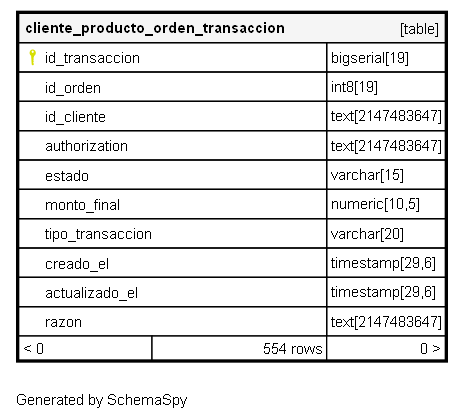 cliente_producto_orden_transaccion [table]
id_transaccion bigserial[19]
id_orden int8[19]
id_cliente text[2147483647]
authorization text[2147483647]
estado varchar[15]
monto_final numeric[10,5]
tipo_transaccion varchar[20]
creado_el timestamp[29,6]
actualizado_el timestamp[29,6]
razon text[2147483647]
< 0 554 rows 0 >
Generated by SchemaSpy